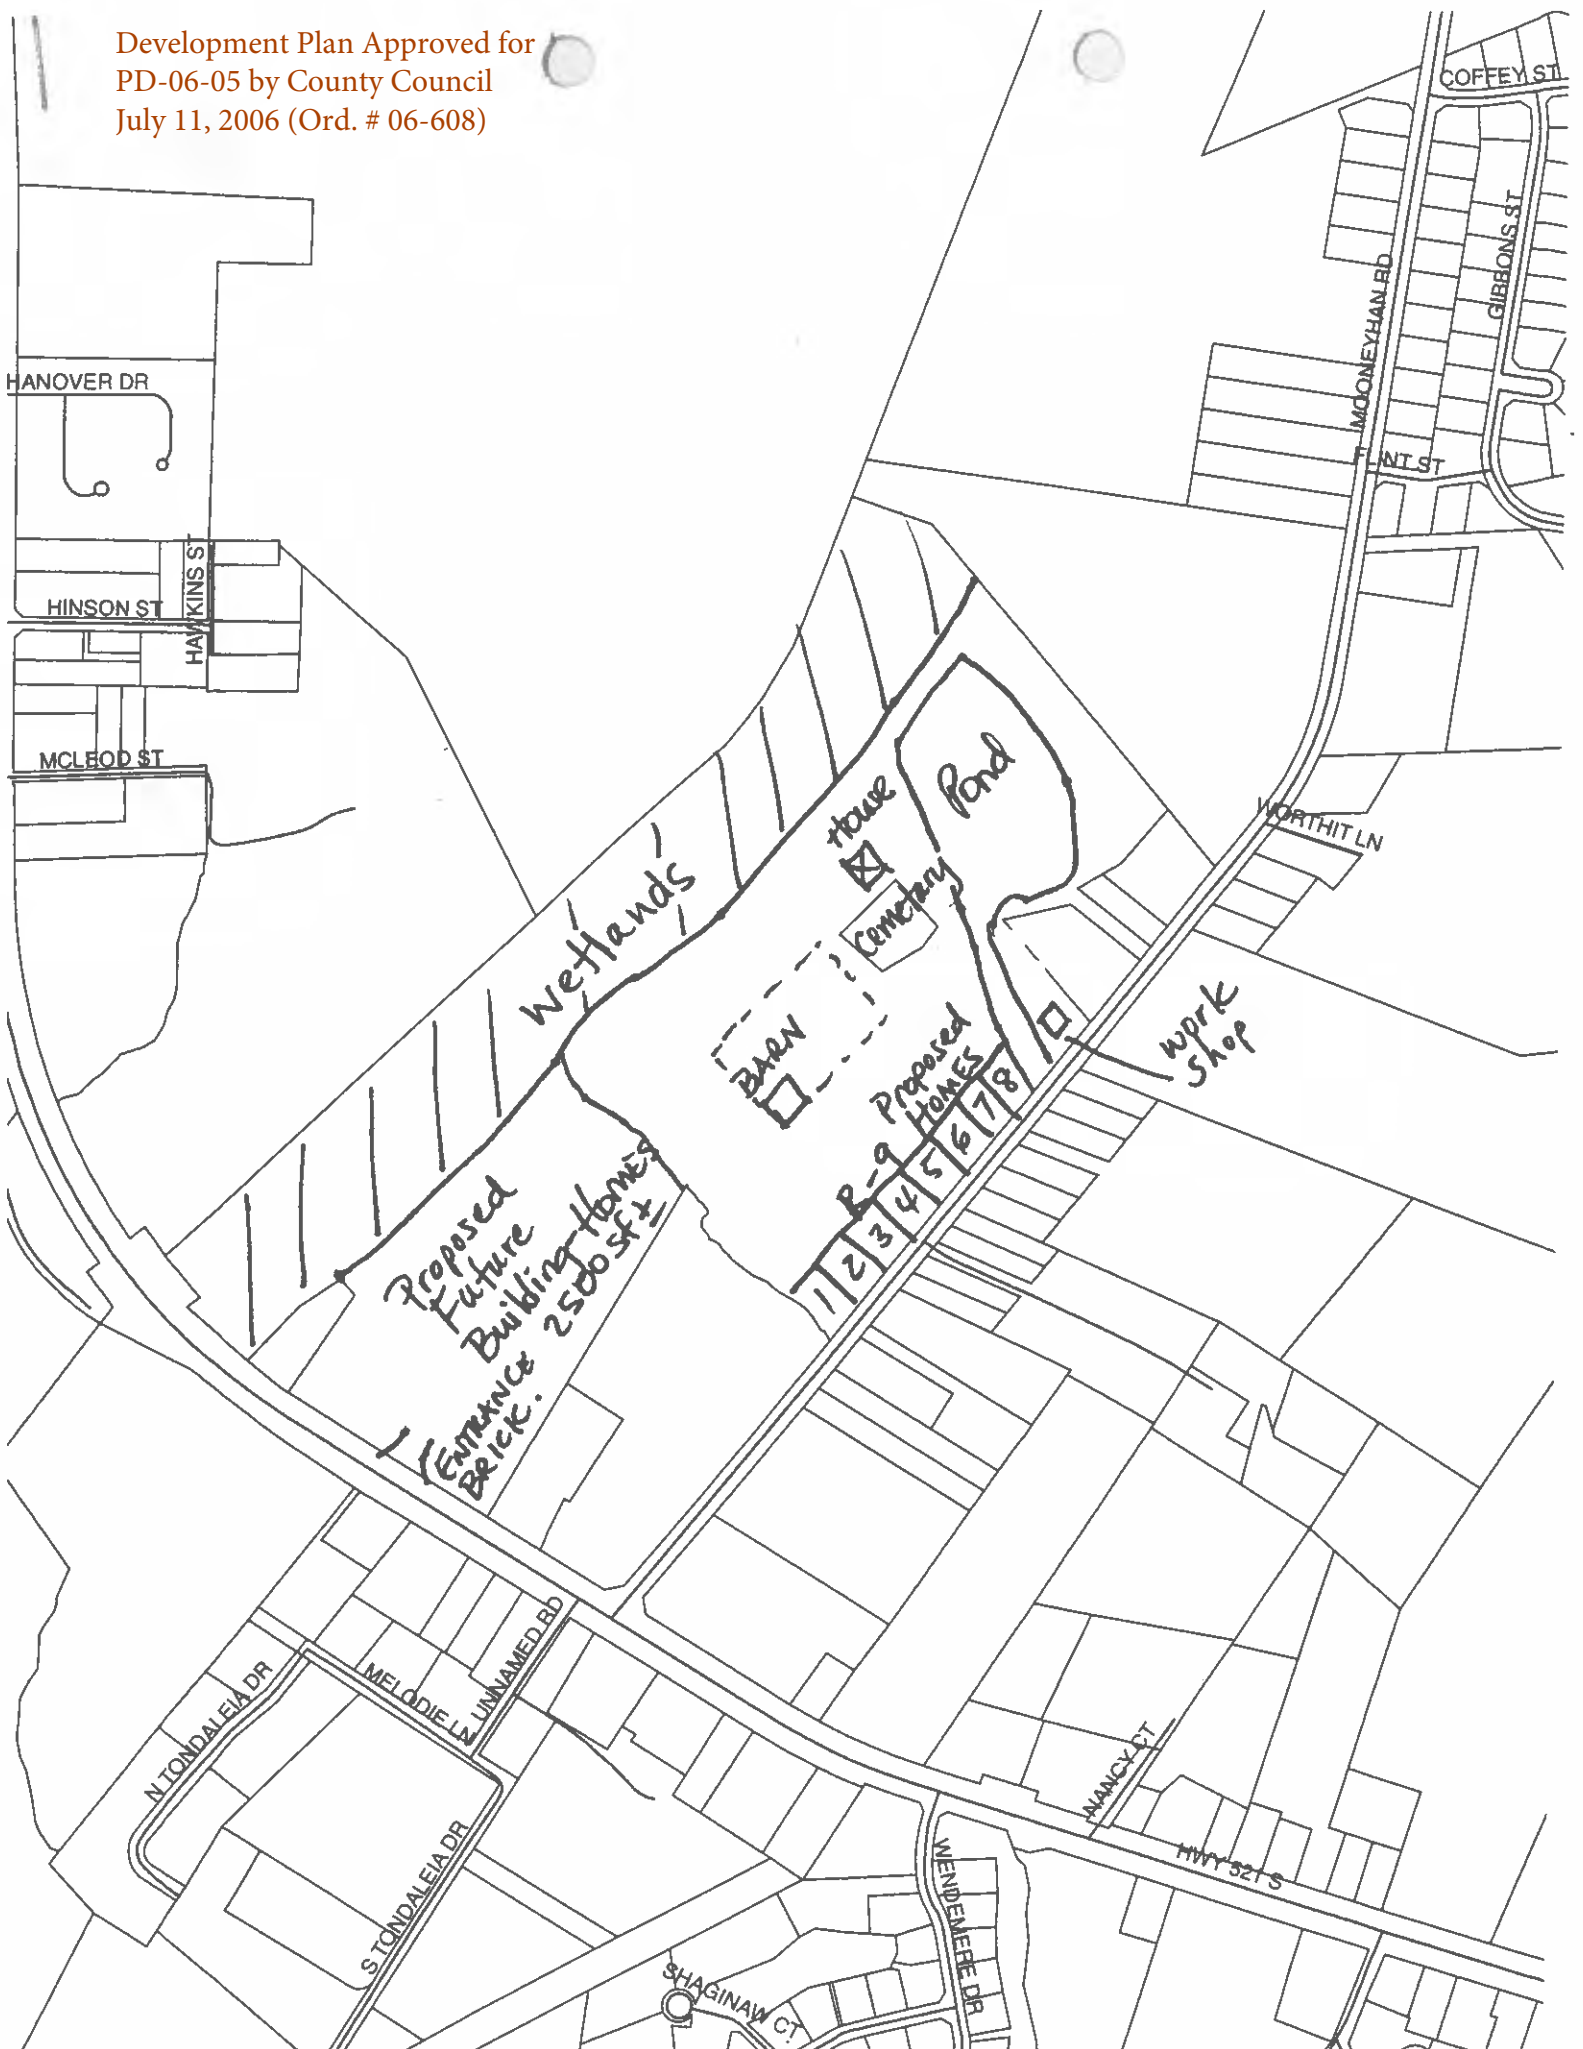 Development Plan Approved for
PD-06-05 by County Council
July 11, 2006 (Ord. # 06-608)
COFFEY ST
GIBBONS ST
MOONEYHAN RD
FLINT ST
HANOVER DR
HAWKINS ST
HINSON ST
MCLEOD ST
WORTHIT LN
Pond
House
Cemetary
Wetlands
BARN
Work
Shop
Proposed
HOMES
R-9
1 2 3 4 5 6 7 8
Proposed
Future
Building-Homes
2500 sf ±
(ENTRANCE
BRICK.
UNNAMED RD
MELODIE LN
N TONDALEIA DR
S TONDALEIA DR
NANCY CT
HWY 521 S
WENDEMERE DR
SHAGINAW CT